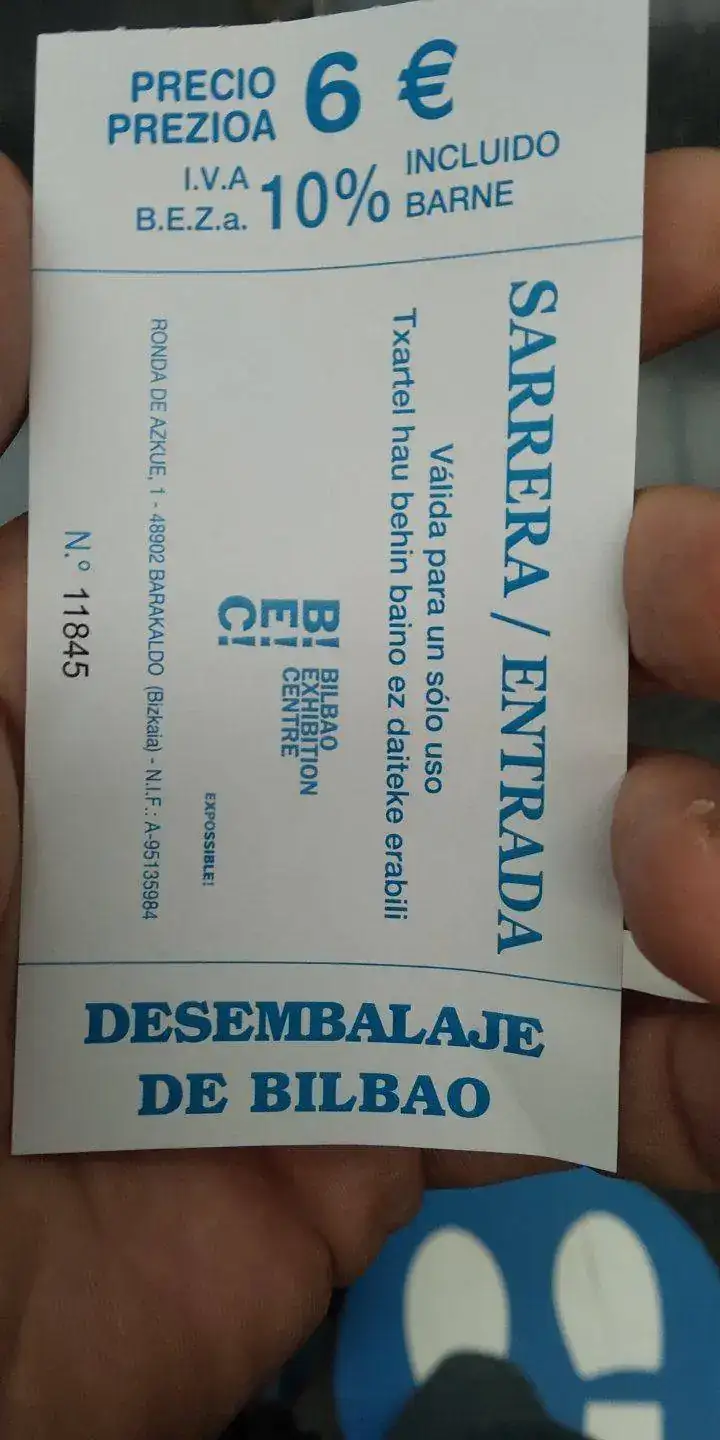 PRECIO
PREZIOA
6 €
I.V.A
B.E.Z.a.
10%
INCLUIDO
BARNE
SARRERA / ENTRADA
Válida para un sólo uso
Txartel hau behin baino ez daiteke erabili
B!
E!
C!
BILBAO
EXHIBITION
CENTRE
EXPOSSIBLE!
RONDA DE AZKUE, 1 - 48902 BARAKALDO (Bizkaia) - N.I.F.: A-95135984
N.º 11845
DESEMBALAJE
DE BILBAO